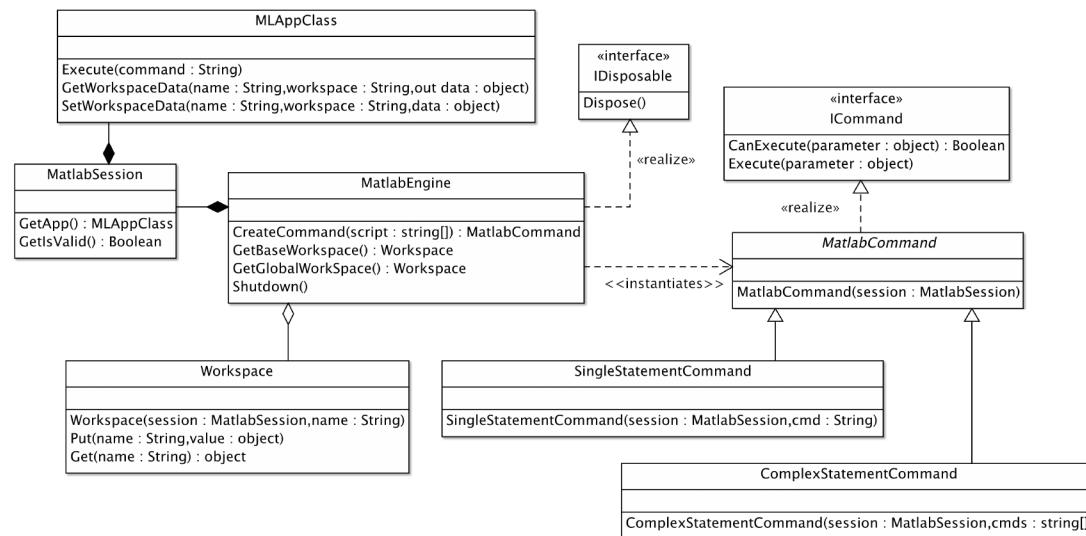 MLAppClass
Execute(command : String)
GetWorkspaceData(name : String,workspace : String,out data : object)
SetWorkspaceData(name : String,workspace : String,data : object)
«interface»
IDisposable
Dispose()
«interface»
ICommand
CanExecute(parameter : object) : Boolean
Execute(parameter : object)
«realize»
«realize»
MatlabSession
GetApp() : MLAppClass
GetIsValid() : Boolean
MatlabEngine
CreateCommand(script : string[]) : MatlabCommand
GetBaseWorkspace() : Workspace
GetGlobalWorkSpace() : Workspace
Shutdown()
<<instantiates>>
MatlabCommand
MatlabCommand(session : MatlabSession)
Workspace
Workspace(session : MatlabSession,name : String)
Put(name : String,value : object)
Get(name : String) : object
SingleStatementCommand
SingleStatementCommand(session : MatlabSession,cmd : String)
ComplexStatementCommand
ComplexStatementCommand(session : MatlabSession,cmds : string[]